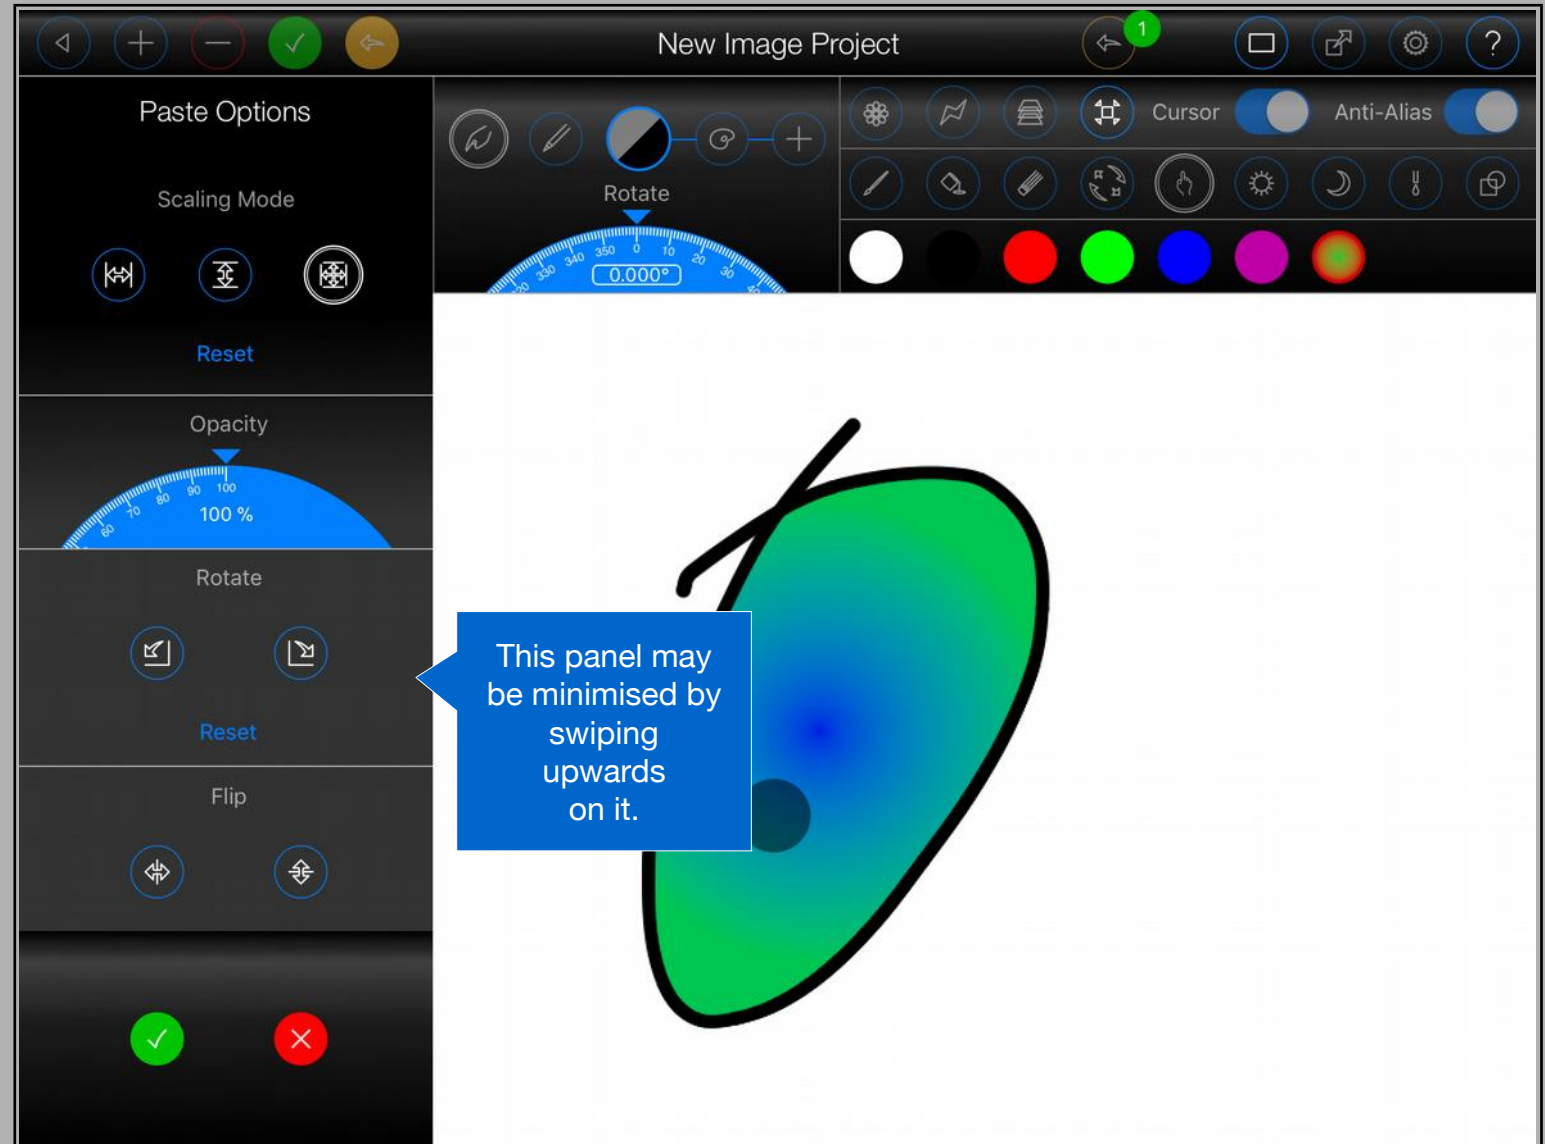 New Image Project
1
?
Paste Options
Scaling Mode
Reset
Opacity
60 70 80 90 100
100 %
Rotate
Reset
Flip
Rotate
330 340 350 0 10 20 30
0.000°
Cursor
Anti-Alias
This panel may
be minimised by
swiping
upwards
on it.